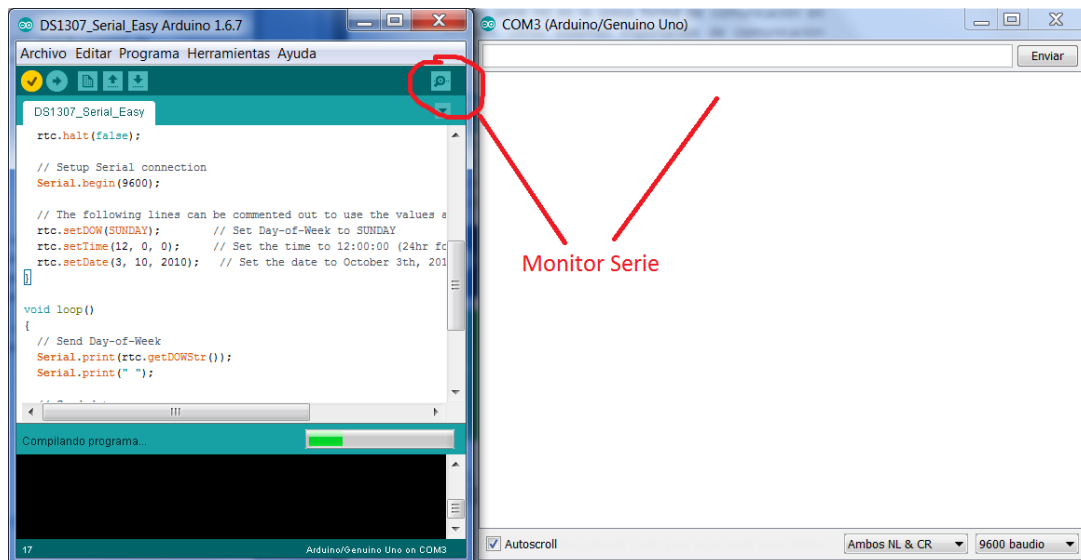 DS1307_Serial_Easy Arduino 1.6.7
Archivo Editar Programa Herramientas Ayuda
DS1307_Serial_Easy
rtc.halt(false);
// Setup Serial connection
Serial.begin(9600);
// The following lines can be commented out to use the values a
rtc.setDOW(SUNDAY); // Set Day-of-Week to SUNDAY
rtc.setTime(12, 0, 0); // Set the time to 12:00:00 (24hr fo
rtc.setDate(3, 10, 2010); // Set the date to October 3th, 201
}
void loop()
{
// Send Day-of-Week
Serial.print(rtc.getDOWStr());
Serial.print(" ");
Compilando programa...
17
Arduino/Genuino Uno on COM3
COM3 (Arduino/Genuino Uno)
Enviar
Monitor Serie
Autoscroll
Ambos NL & CR
9600 baudio